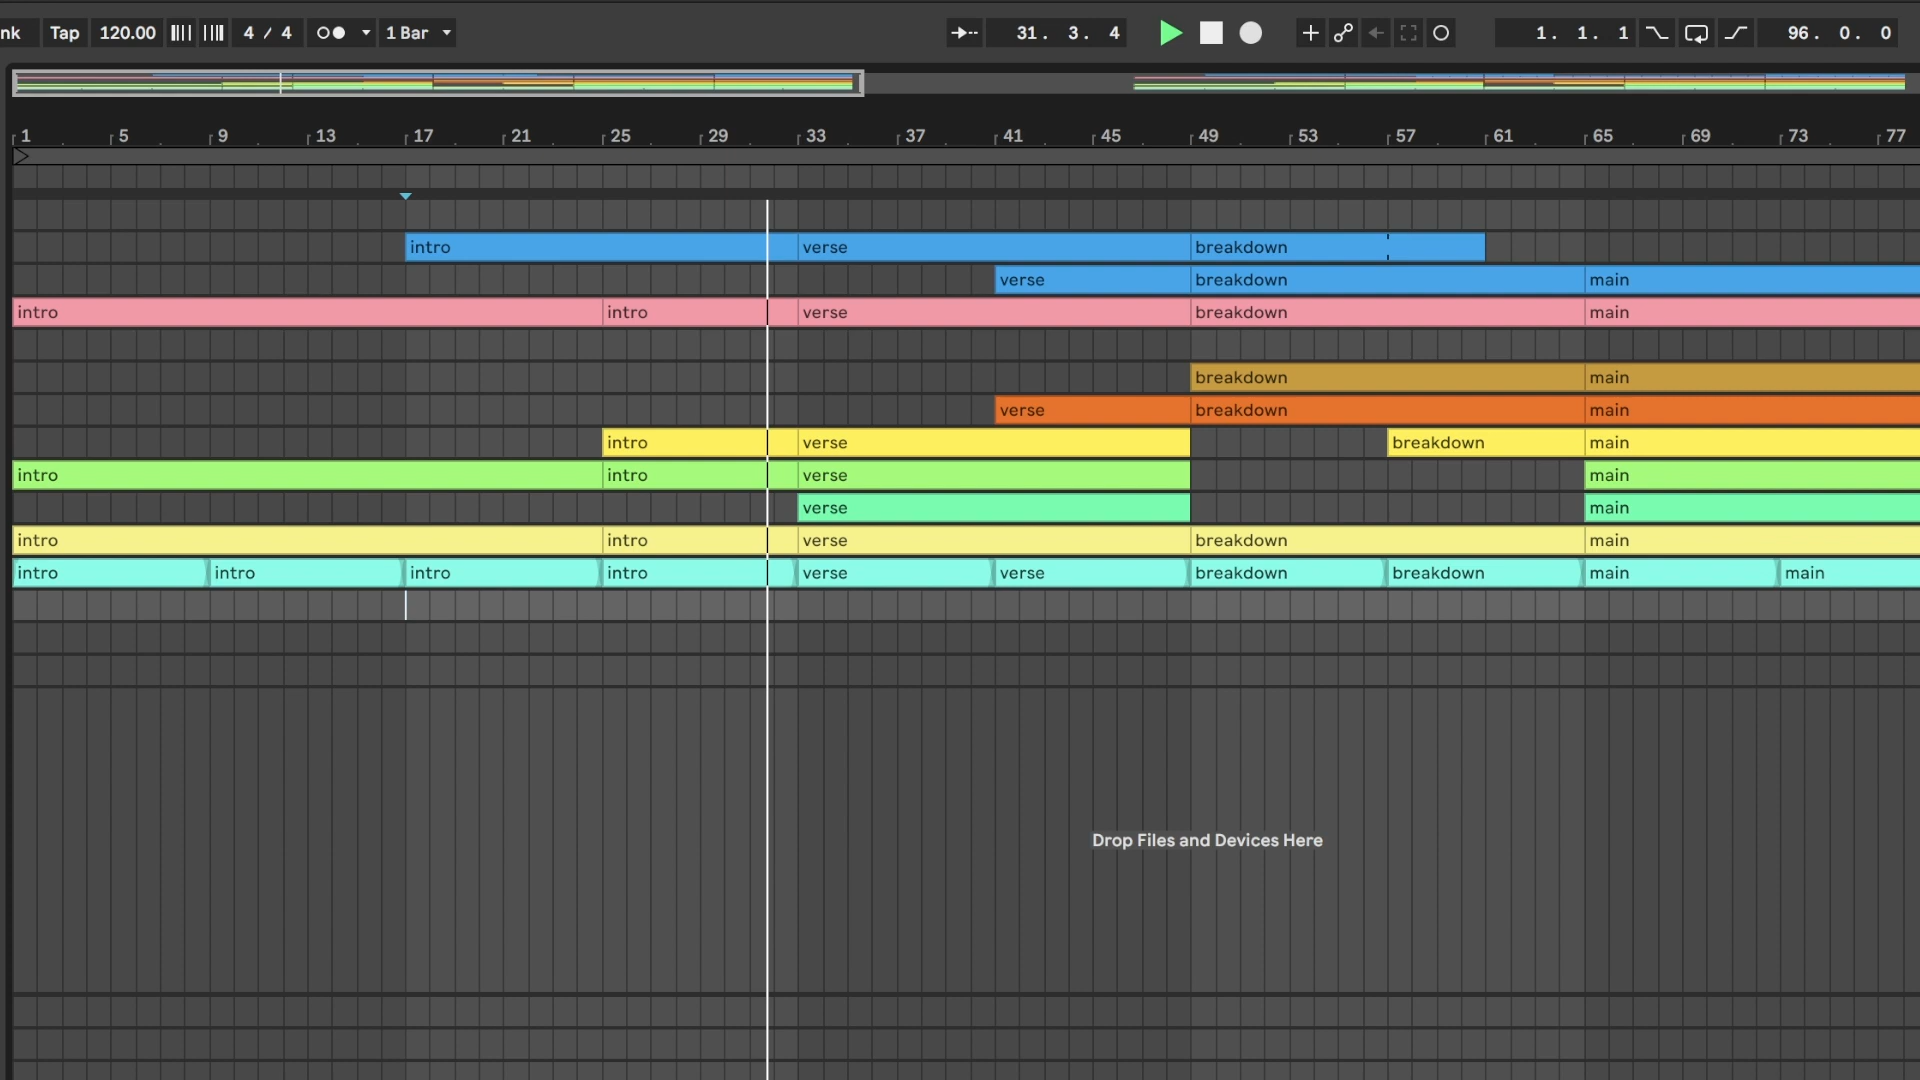 nk Tap 120.00 4 / 4 1 Bar 31. 3. 4 1. 1. 1 96. 0. 0
1 5 9 13 17 21 25 29 33 37 41 45 49 53 57 61 65 69 73 77
intro verse breakdown
verse breakdown main
intro intro verse breakdown main
breakdown main
verse breakdown main
intro verse breakdown main
intro intro verse main
verse main
intro intro verse breakdown main
intro intro intro intro verse verse breakdown breakdown main main
Drop Files and Devices Here